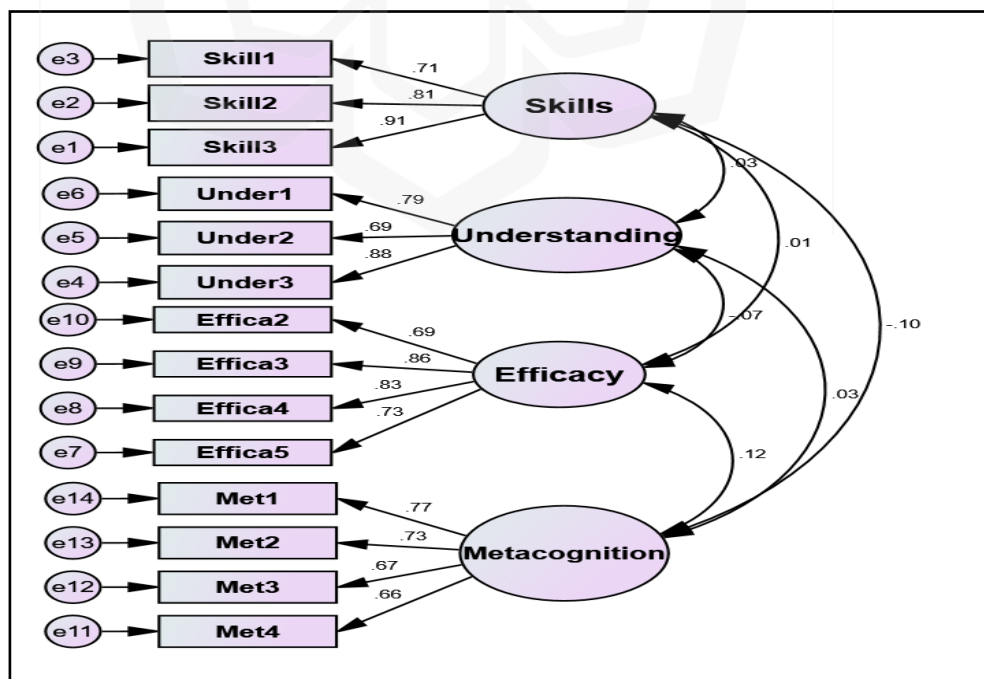 e3
Skill1
.71
Skills
e2
Skill2
.81
e1
Skill3
.91
.03
e6
Under1
.79
Understanding
e5
Under2
.69
e4
Under3
.88
.01
e10
Effica2
.69
-.07
-.10
e9
Effica3
.86
Efficacy
e8
Effica4
.83
.03
e7
Effica5
.73
.12
e14
Met1
.77
e13
Met2
.73
Metacognition
e12
Met3
.67
e11
Met4
.66